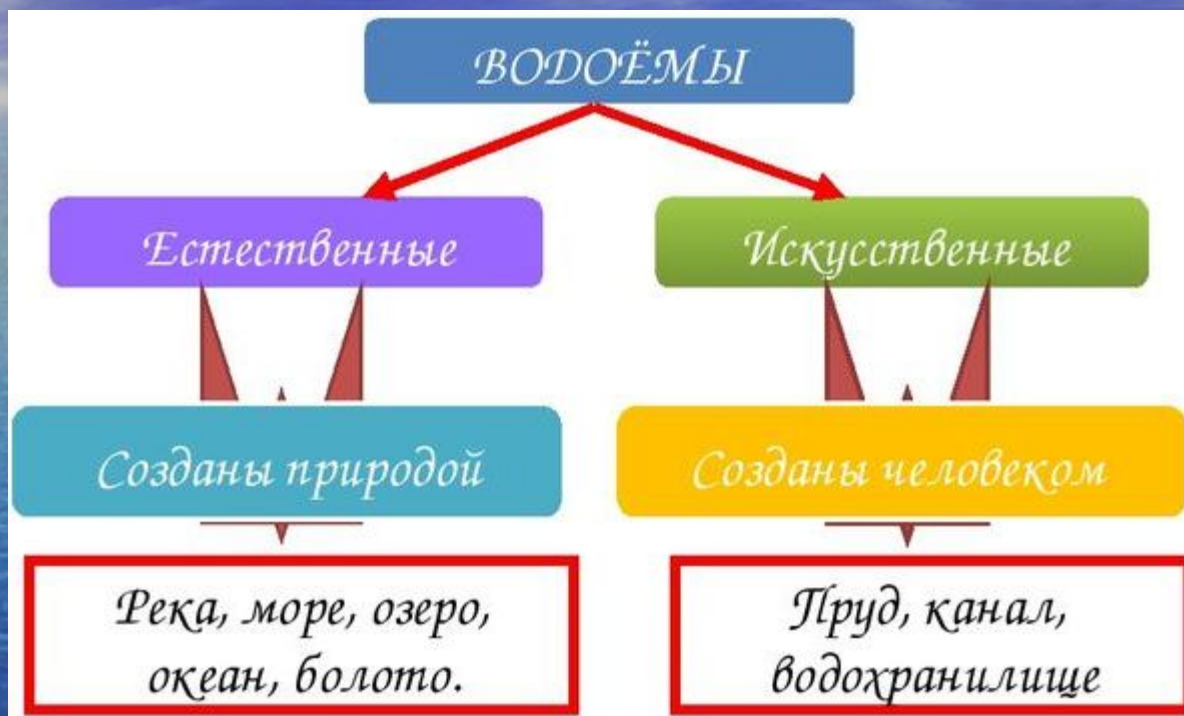 ВОДОЁМЫ
Естественные
Искусственные
Созданы природой
Созданы человеком
Река, море, озеро,
океан, болото.
Пруд, канал,
водохранилище